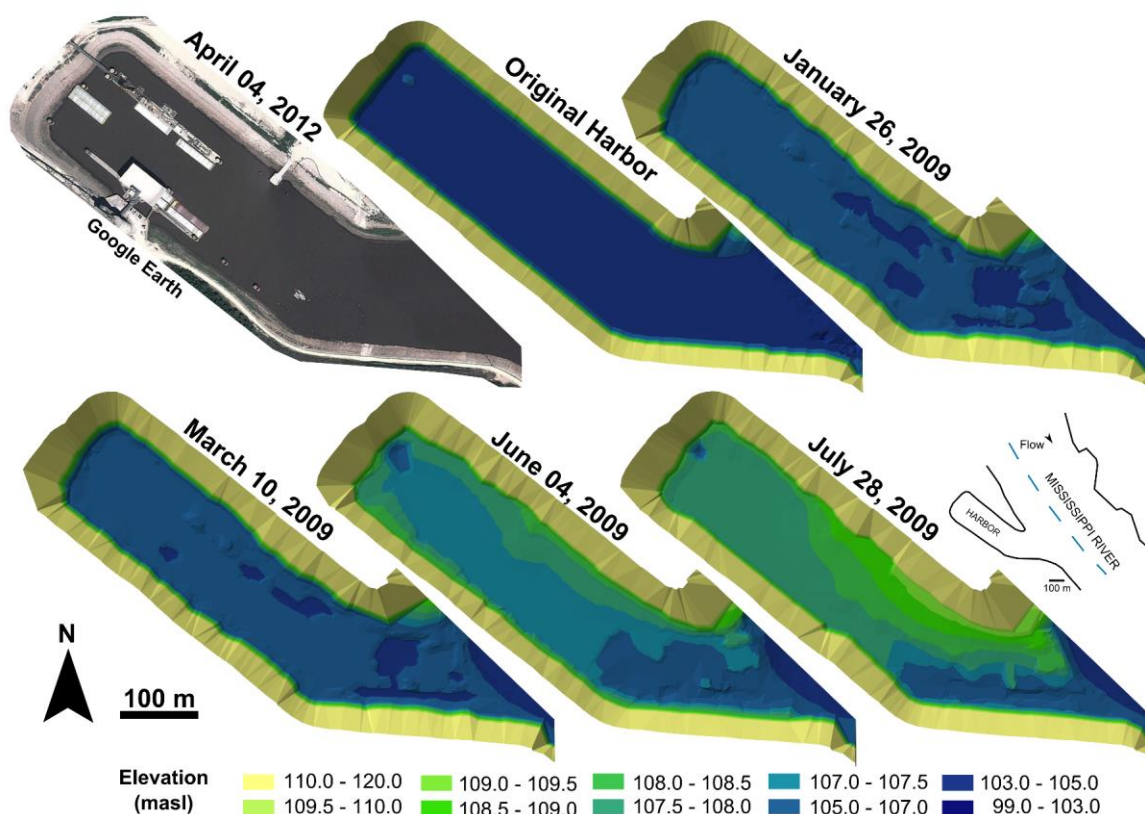 April 04, 2012
Google Earth
Original Harbor
January 26, 2009
March 10, 2009
June 04, 2009
July 28, 2009
Flow
MISSISSIPPI RIVER
HARBOR
100 m
N
100 m
Elevation
(masl)
110.0 - 120.0
109.5 - 110.0
109.0 - 109.5
108.5 - 109.0
108.0 - 108.5
107.5 - 108.0
107.0 - 107.5
105.0 - 107.0
103.0 - 105.0
99.0 - 103.0